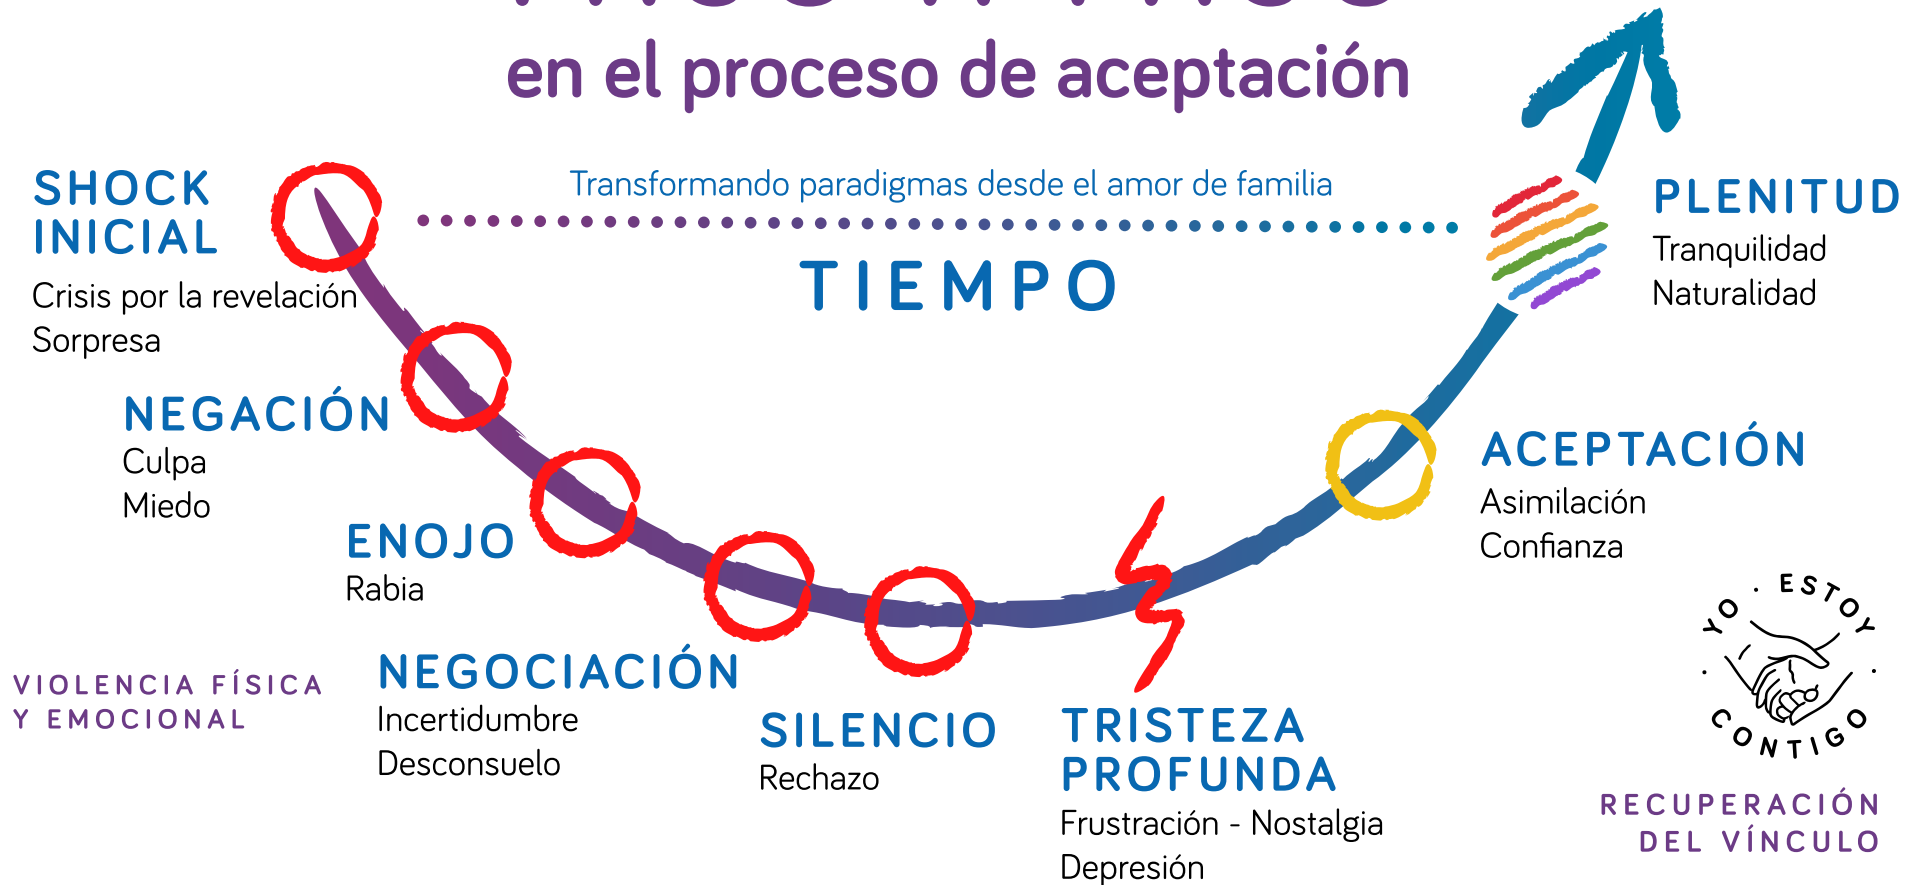 en el proceso de aceptación
Transformando paradigmas desde el amor de familia
TIEMPO
SHOCK
INICIAL
Crisis por la revelación
Sorpresa
NEGACIÓN
Culpa
Miedo
ENOJO
Rabia
NEGOCIACIÓN
Incertidumbre
Desconsuelo
SILENCIO
Rechazo
TRISTEZA
PROFUNDA
Frustración - Nostalgia
Depresión
ACEPTACIÓN
Asimilación
Confianza
PLENITUD
Tranquilidad
Naturalidad
VIOLENCIA FÍSICA
Y EMOCIONAL
YO · ESTOY
· CONTIGO ·
RECUPERACIÓN
DEL VÍNCULO